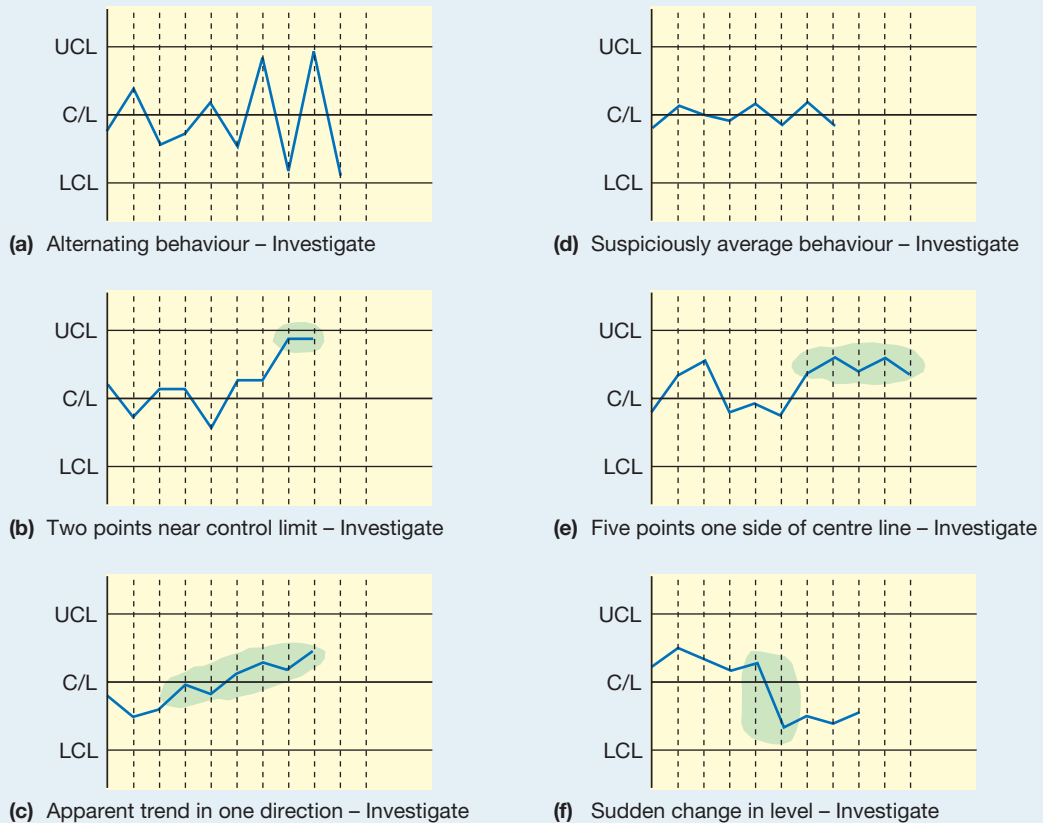 UCL
C/L
LCL
(a) Alternating behaviour – Investigate
UCL
C/L
LCL
(d) Suspiciously average behaviour – Investigate
UCL
C/L
LCL
(b) Two points near control limit – Investigate
UCL
C/L
LCL
(e) Five points one side of centre line – Investigate
UCL
C/L
LCL
(c) Apparent trend in one direction – Investigate
UCL
C/L
LCL
(f) Sudden change in level – Investigate